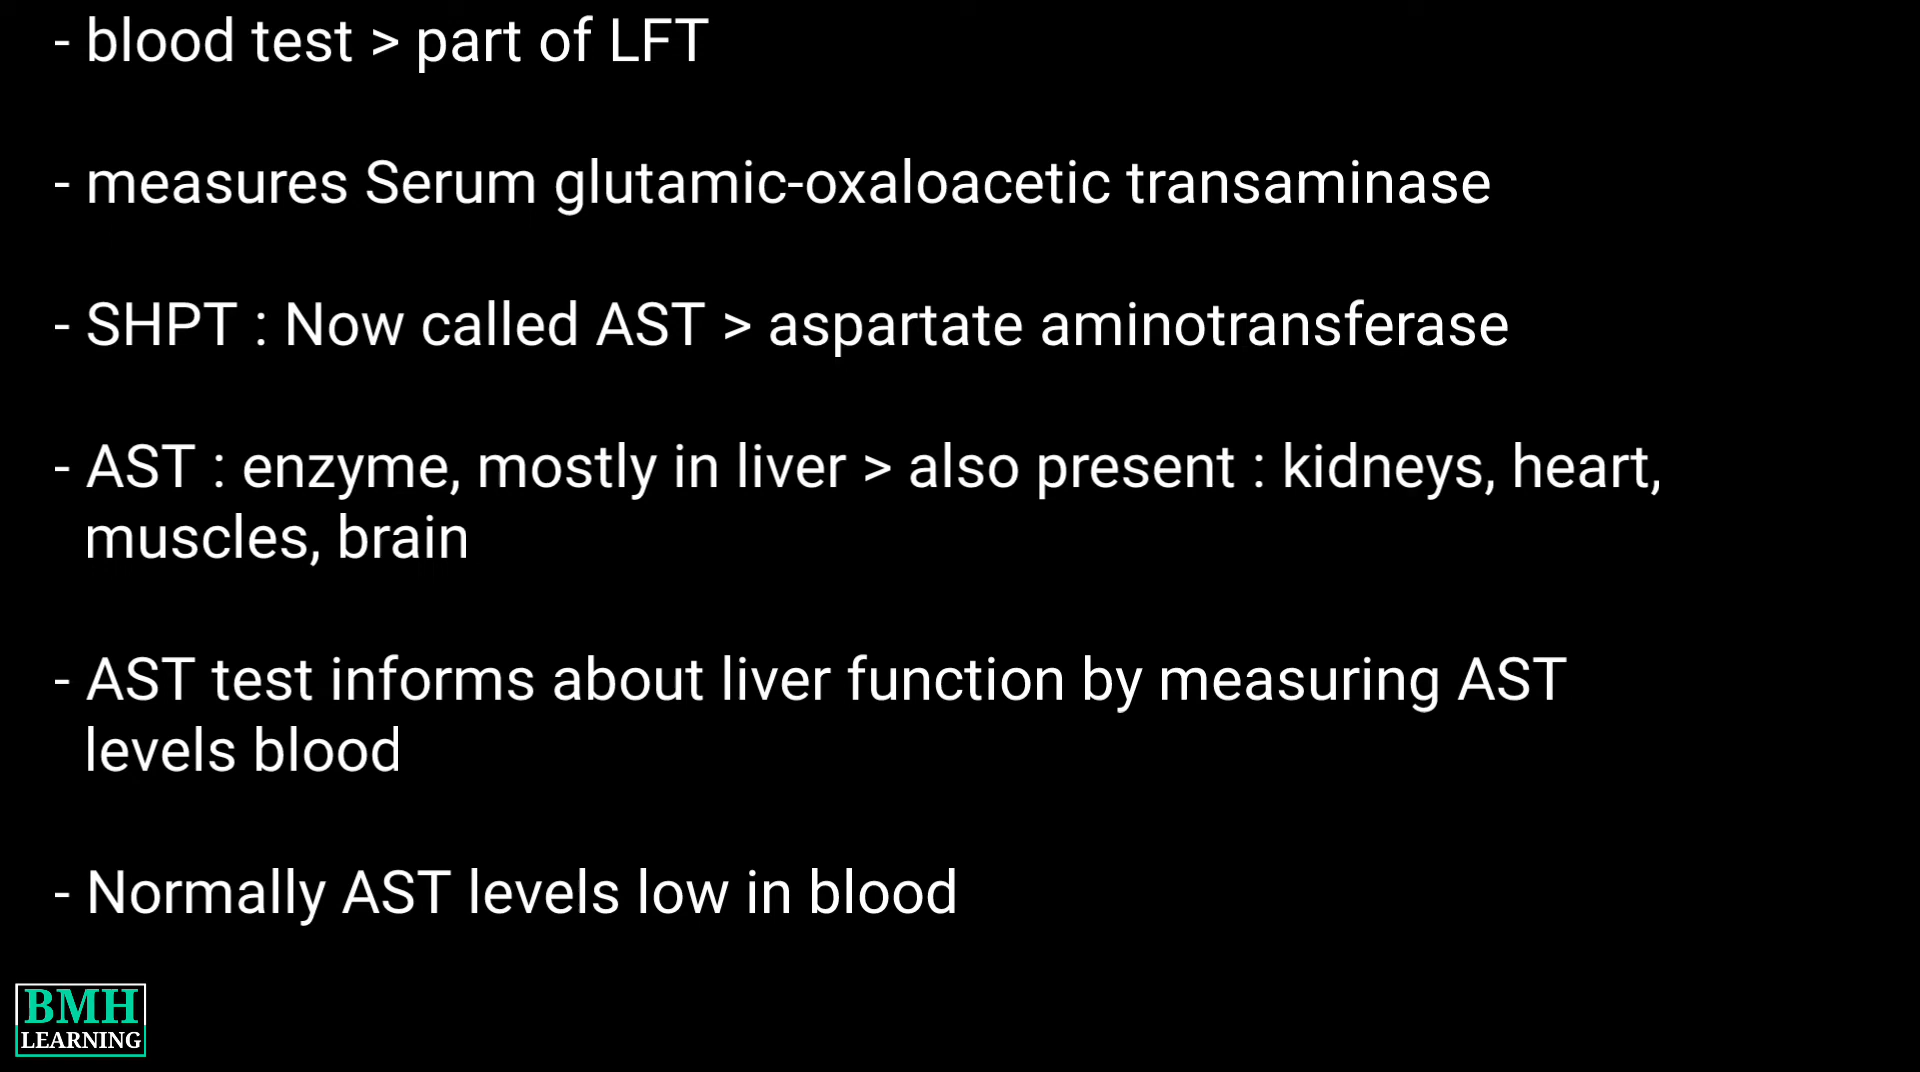 - blood test > part of LFT
- measures Serum glutamic-oxaloacetic transaminase
- SHPT : Now called AST > aspartate aminotransferase
- AST : enzyme, mostly in liver > also present : kidneys, heart,
muscles, brain
- AST test informs about liver function by measuring AST
levels blood
- Normally AST levels low in blood
BMH
LEARNING